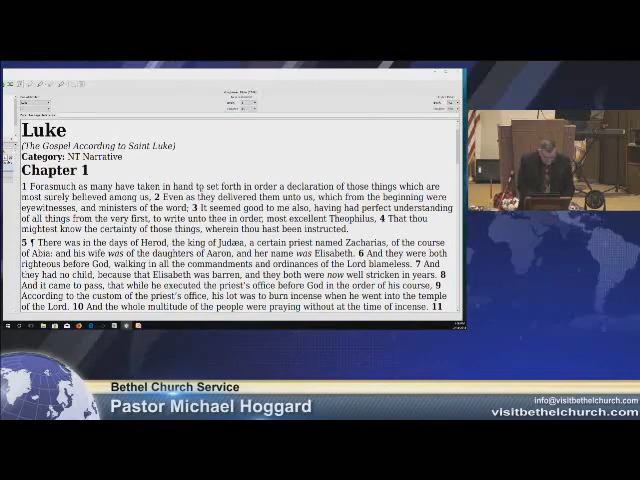 Luke
(The Gospel According to Saint Luke)
Category: NT Narrative
Chapter 1
1 Forasmuch as many have taken in hand to set forth in order a declaration of those things which are
most surely believed among us, 2 Even as they delivered them unto us, which from the beginning were
eyewitnesses, and ministers of the word; 3 It seemed good to me also, having had perfect understanding
of all things from the very first, to write unto thee in order, most excellent Theophilus, 4 That thou
mightest know the certainty of those things, wherein thou hast been instructed.
5 ¶ There was in the days of Herod, the king of Judæa, a certain priest named Zacharias, of the course
of Abia: and his wife was of the daughters of Aaron, and her name was Elisabeth. 6 And they were both
righteous before God, walking in all the commandments and ordinances of the Lord blameless. 7 And
they had no child, because that Elisabeth was barren, and they both were now well stricken in years. 8
And it came to pass, that while he executed the priest's office before God in the order of his course, 9
According to the custom of the priest's office, his lot was to burn incense when he went into the temple
of the Lord. 10 And the whole multitude of the people were praying without at the time of incense. 11
Bethel Church Service
Pastor Michael Hoggard
info@visitbethelchurch.com
visitbethelchurch.com